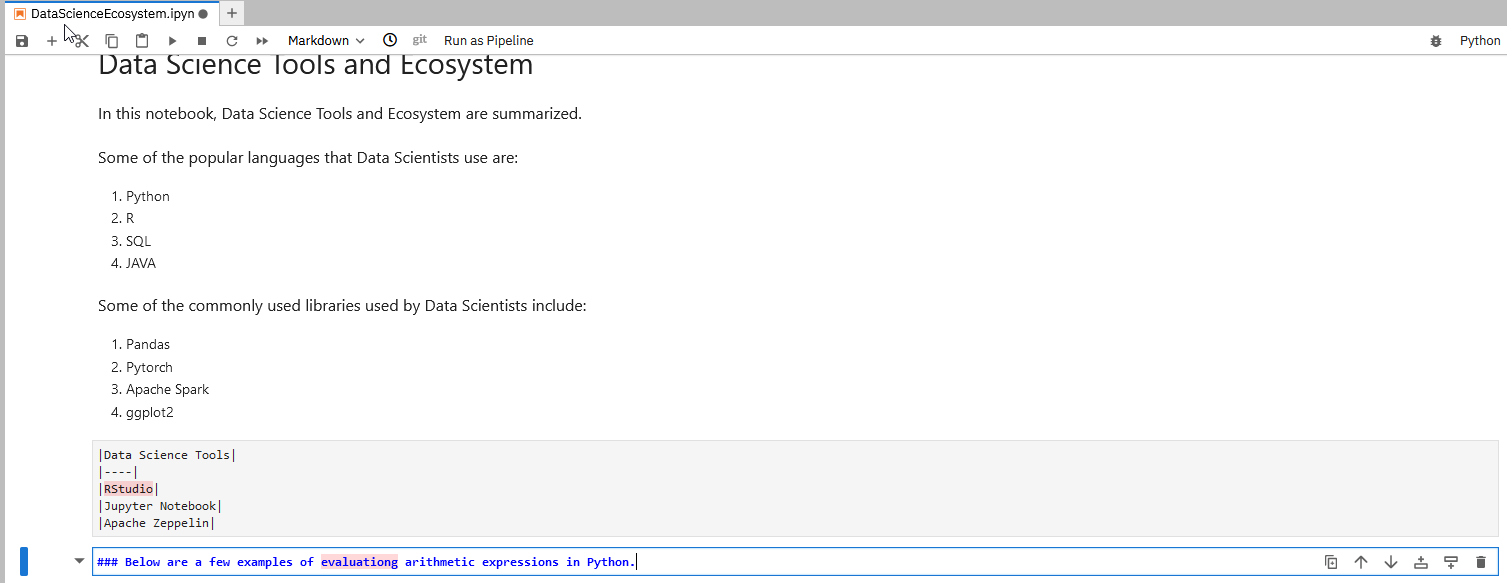 DataScienceEcosystem.ipyn
Markdown git Run as Pipeline Python
Data Science Tools and Ecosystem
In this notebook, Data Science Tools and Ecosystem are summarized.
Some of the popular languages that Data Scientists use are:
1. Python
2. R
3. SQL
4. JAVA
Some of the commonly used libraries used by Data Scientists include:
1. Pandas
2. Pytorch
3. Apache Spark
4. ggplot2
|Data Science Tools|
|----|
|RStudio|
|Jupyter Notebook|
|Apache Zeppelin|
### Below are a few examples of evaluationg arithmetic expressions in Python.